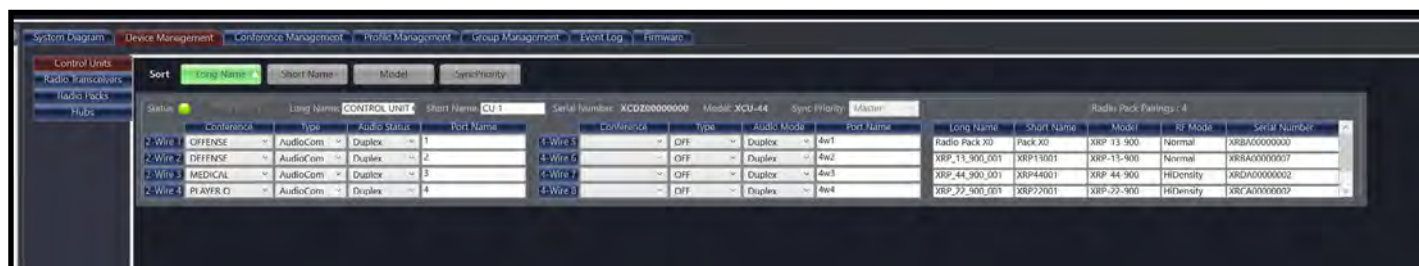 System Diagram Device Management Conference Management Profile Management Group Management Event Log Firmware
Control Units
Radio Transceivers
Radio Packs
Hubs
Sort Long Name Short Name Model SyncPriority
Status Long Name: CONTROL UNIT Short Name: CU 1 Serial Number: XCDZ00000000 Model: XCU-44 Sync Priority: Master Radio Pack Pairings : 4
Conference Type Audio Status Port Name Conference Type Audio Mode Port Name Long Name Short Name Model RF Mode Serial Number
2-Wire 1 OFFENSE AudioCom Duplex 1 4-Wire 5 OFF Duplex 4w1 Radio Pack X0 Pack X0 XRP-13-900 Normal XRBA00000000
2-Wire 2 DEFENSE AudioCom Duplex 2 4-Wire 6 OFF Duplex 4w2 XRP_13_900_001 XRP13001 XRP-13-900 Normal XRBA00000007
2-Wire 3 MEDICAL AudioCom Duplex 3 4-Wire 7 OFF Duplex 4w3 XRP_44_900_001 XRP44001 XRP-44-900 HiDensity XRDA00000002
2-Wire 4 PLAYER D AudioCom Duplex 4 4-Wire 8 OFF Duplex 4w4 XRP_22_900_001 XRP22001 XRP-22-900 HiDensity XRCA00000002